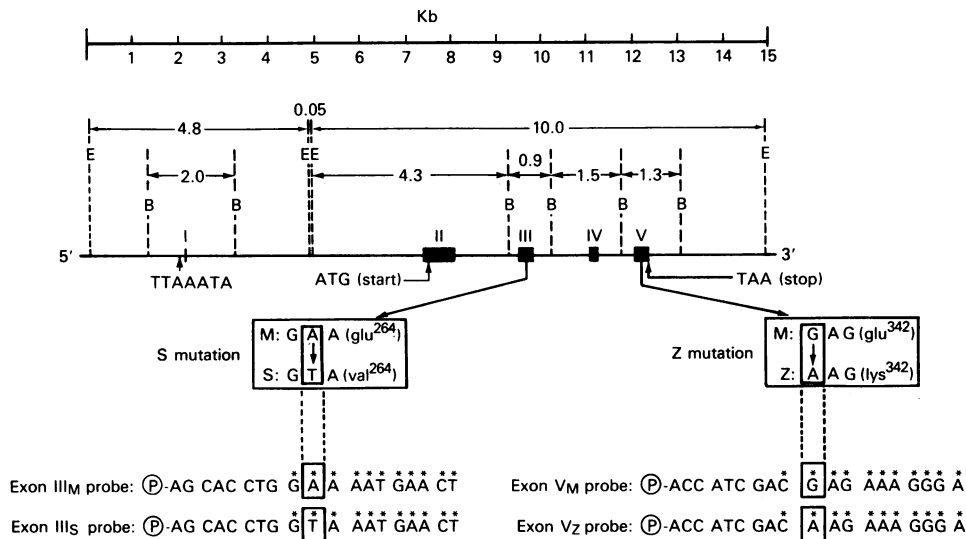 Kb
1 2 3 4 5 6 7 8 9 10 11 12 13 14 15
0.05
4.8 10.0
E EE E
0.9
2.0 4.3 1.5 1.3
B B B B B B
I II III IV V
5′ 3′
TTAAATA ATG (start) TAA (stop)
S mutation
M: G A A (glu264)
S: G T A (val264)
Z mutation
M: G A G (glu342)
Z: A A G (lys342)
Exon IIIM probe: P-AG CAC CTG G A A AAT GAA CT
Exon IIIS probe: P-AG CAC CTG G T A AAT GAA CT
Exon VM probe: P-ACC ATC GAC G AG AAA GGG A
Exon VZ probe: P-ACC ATC GAC A AG AAA GGG A